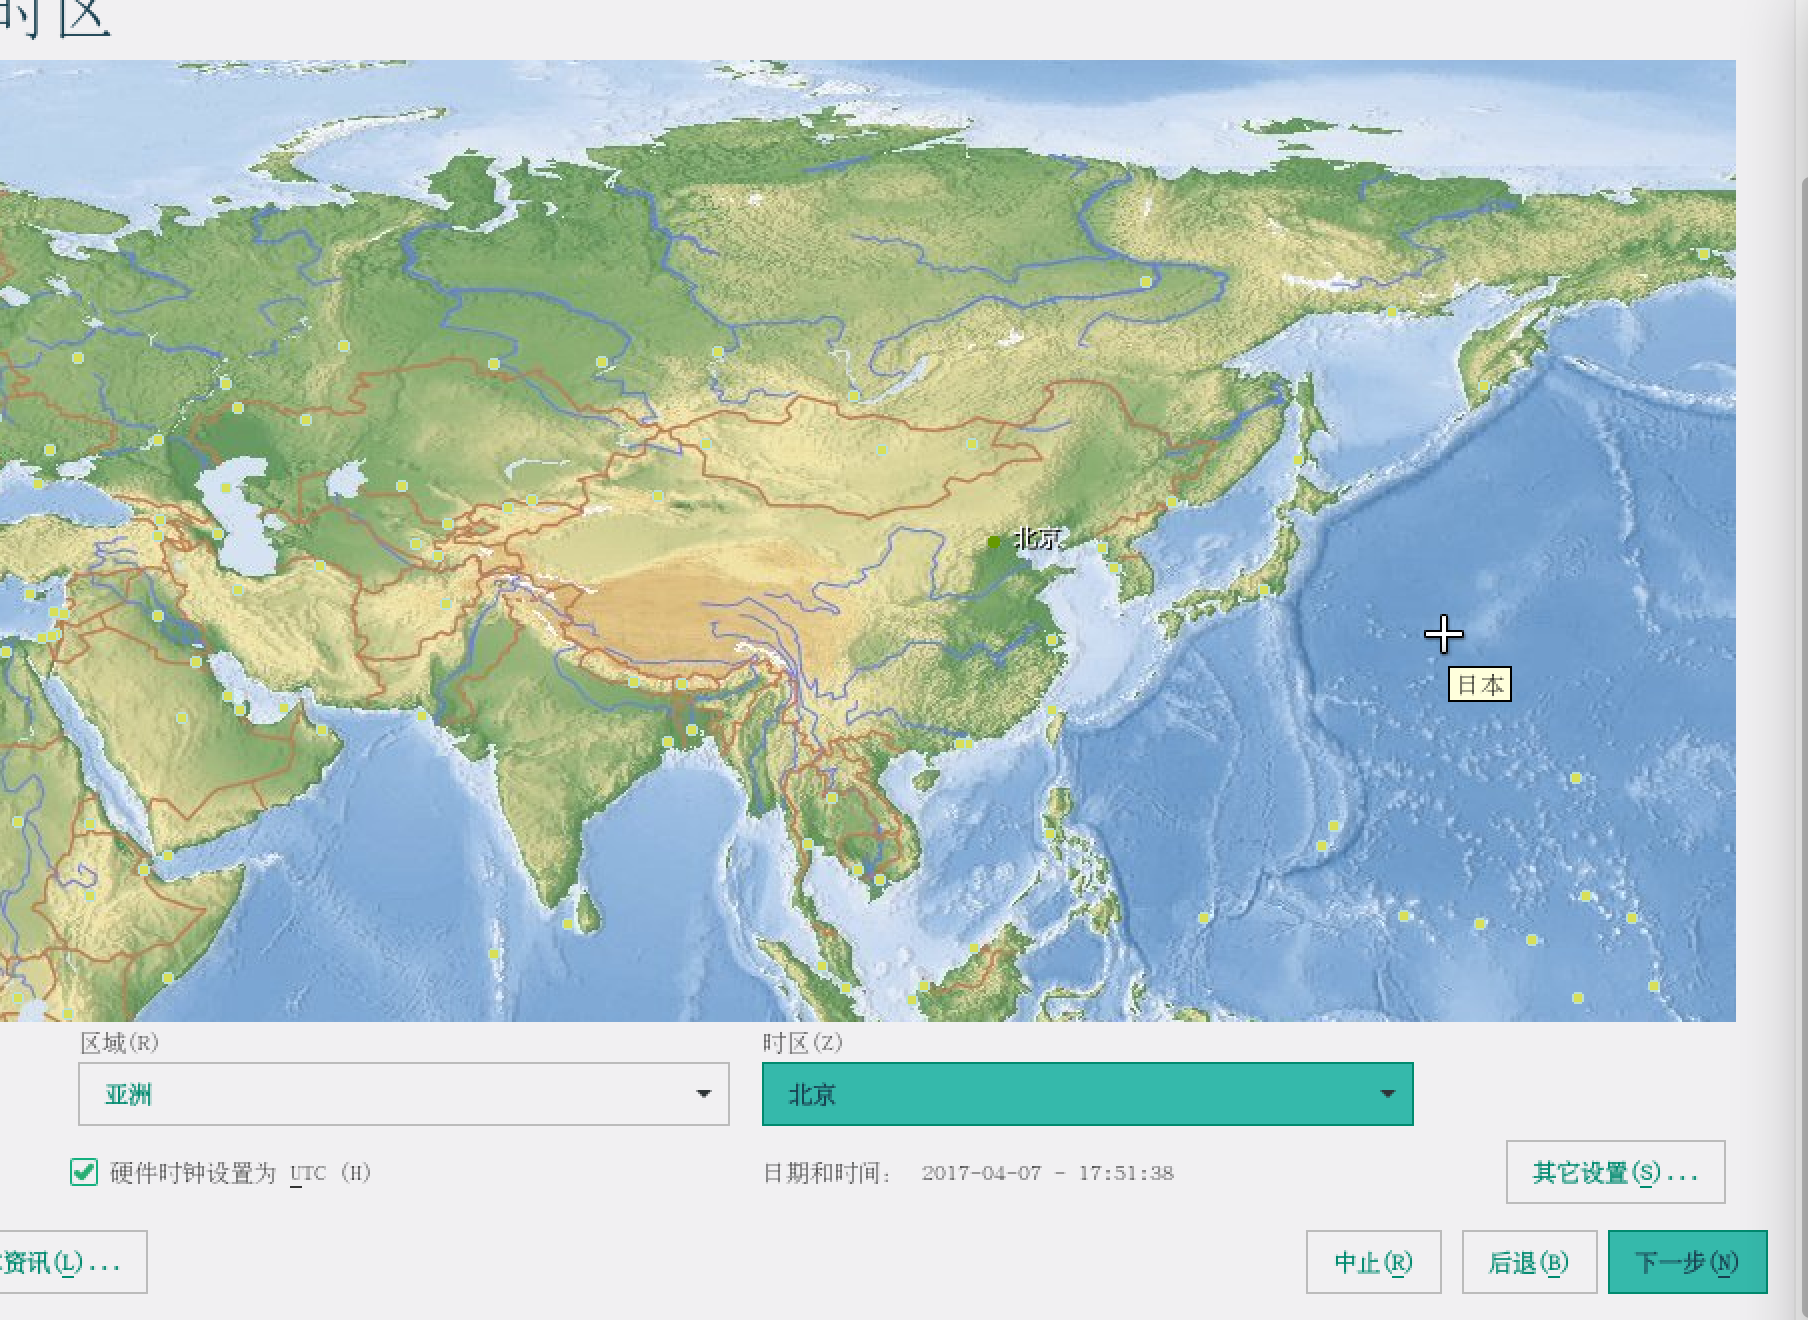 时区
北京
日本
区域(R)
时区(Z)
亚洲
北京
硬件时钟设置为 UTC (H)
日期和时间： 2017-04-07 - 17:51:38
其它设置(S)...
资讯(L)...
中止(R)
后退(B)
下一步(N)